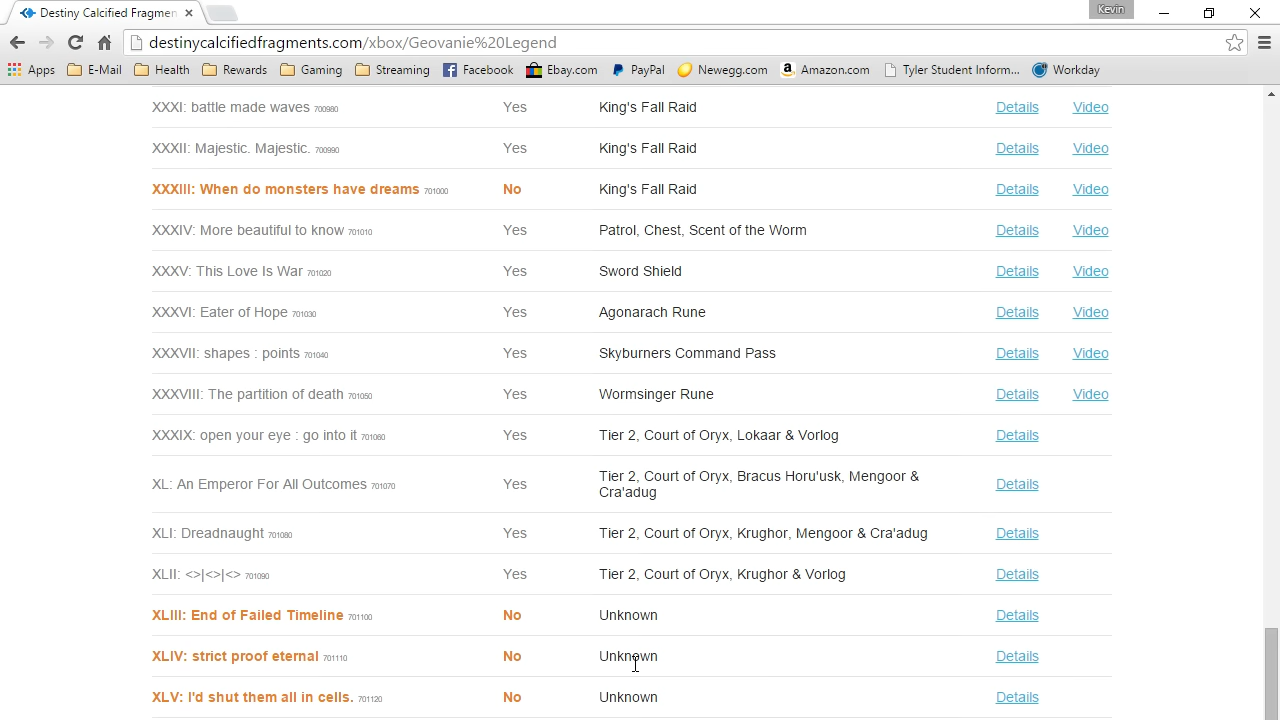 Destiny Calcified Fragmen
Kevin
destinycalcifiedfragments.com/xbox/Geovanie%20Legend
Apps E-Mail Health Rewards Gaming Streaming Facebook Ebay.com PayPal Newegg.com Amazon.com Tyler Student Inform... Workday
XXXI: battle made waves 700980 Yes King's Fall Raid Details Video
XXXII: Majestic. Majestic. 700990 Yes King's Fall Raid Details Video
XXXIII: When do monsters have dreams 701000 No King's Fall Raid Details Video
XXXIV: More beautiful to know 701010 Yes Patrol, Chest, Scent of the Worm Details Video
XXXV: This Love Is War 701020 Yes Sword Shield Details Video
XXXVI: Eater of Hope 701030 Yes Agonarach Rune Details Video
XXXVII: shapes : points 701040 Yes Skyburners Command Pass Details Video
XXXVIII: The partition of death 701050 Yes Wormsinger Rune Details Video
XXXIX: open your eye : go into it 701060 Yes Tier 2, Court of Oryx, Lokaar & Vorlog Details
XL: An Emperor For All Outcomes 701070 Yes Tier 2, Court of Oryx, Bracus Horu'usk, Mengoor & Details
Cra'adug
XLI: Dreadnaught 701080 Yes Tier 2, Court of Oryx, Krughor, Mengoor & Cra'adug Details
XLII: <>|<>|<> 701090 Yes Tier 2, Court of Oryx, Krughor & Vorlog Details
XLIII: End of Failed Timeline 701100 No Unknown Details
XLIV: strict proof eternal 701110 No Unknown Details
XLV: I'd shut them all in cells. 701120 No Unknown Details